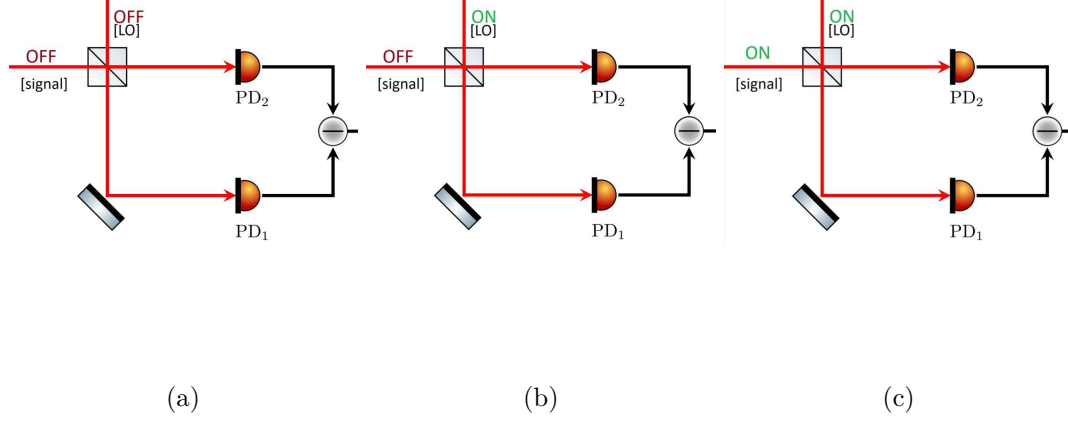 OFF
[LO]
OFF
[signal]
PD₂
PD₁
(a)
ON
[LO]
OFF
[signal]
PD₂
PD₁
(b)
ON
[LO]
ON
[signal]
PD₂
PD₁
(c)